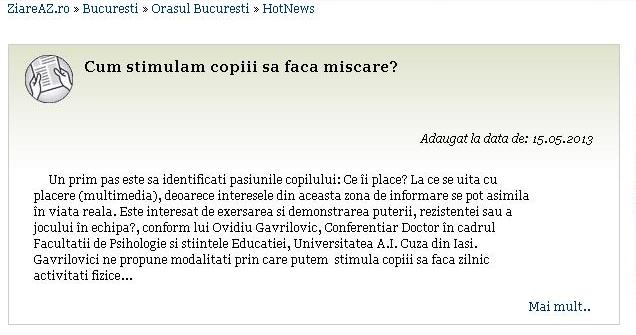 ZiareAZ.ro » Bucuresti » Orasul Bucuresti » HotNews
Cum stimulam copiii sa faca miscare?
Adaugat la data de: 15.05.2013
Un prim pas este sa identificati pasiunile copilului: Ce îi place? La ce se uita cu
placere (multimedia), deoarece interesele din aceasta zona de informare se pot asimila
în viata reala. Este interesat de exersarea si demonstrarea puterii, rezistentei sau a
jocului în echipa?, conform lui Ovidiu Gavrilovic, Conferentiar Doctor în cadrul
Facultatii de Psihologie si stiintele Educatiei, Universitatea A.I. Cuza din Iasi.
Gavrilovici ne propune modalitati prin care putem stimula copiii sa faca zilnic
activitati fizice...
Mai mult..